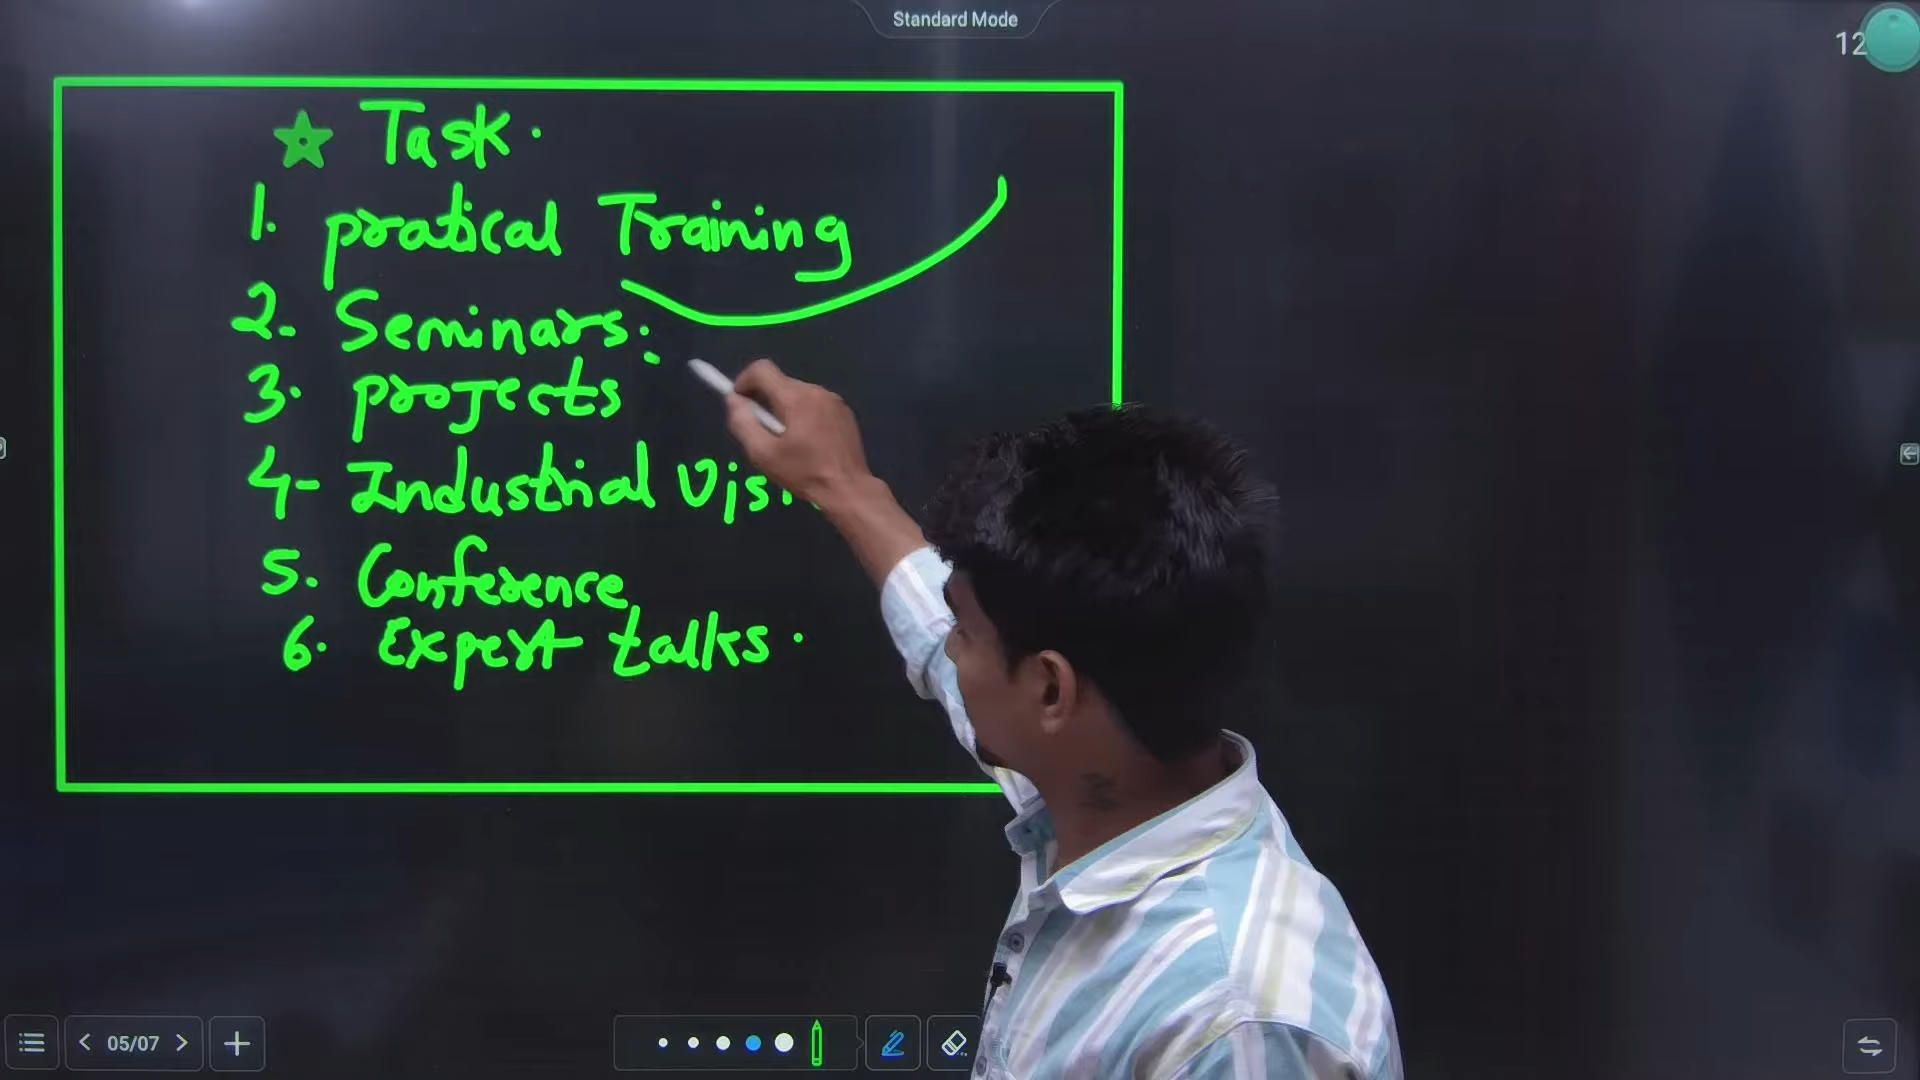 Standard Mode
12
★ Task.
1. pratical Training
2- Seminars:
3. projects
4- Industrial
5. Conference
6. Expert talks.
05/07